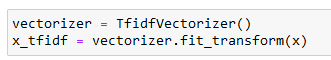 vectorizer = TfidfVectorizer()
x_tfidf = vectorizer.fit_transform(x)